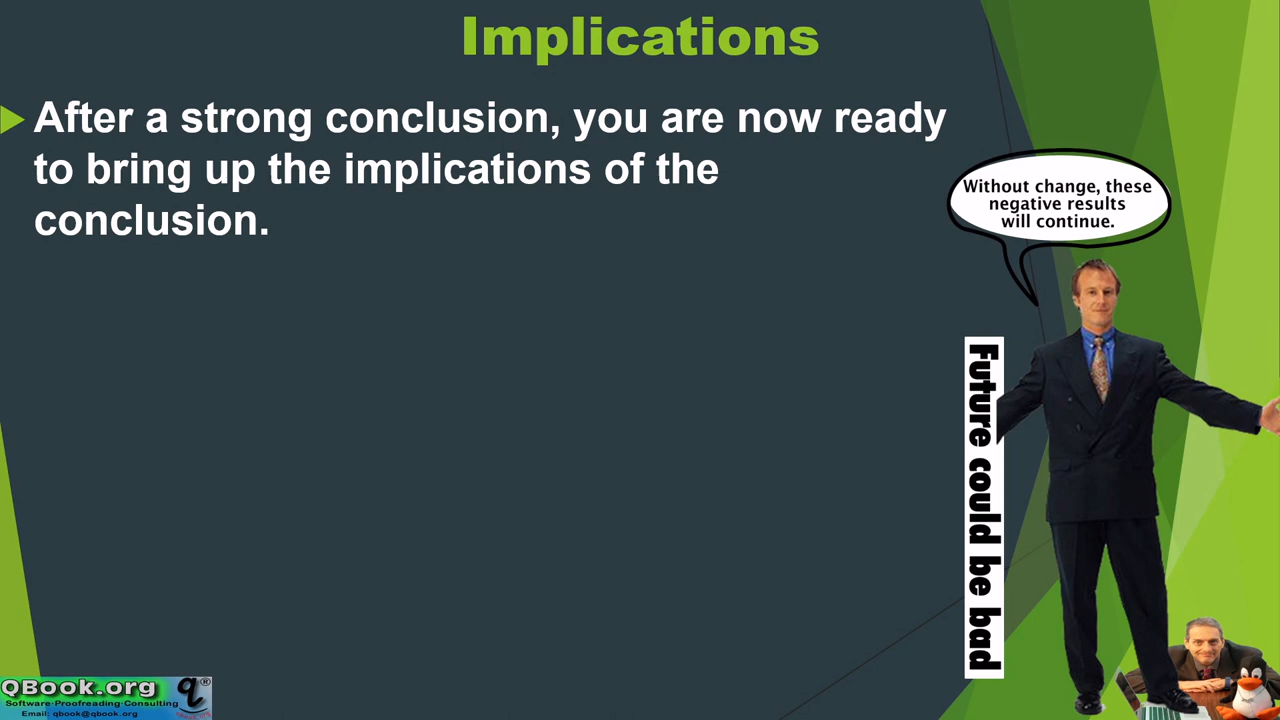 Implications
After a strong conclusion, you are now ready
to bring up the implications of the
conclusion.
Without change, these
negative results
will continue.
Future could be bad
QBook.org
q®
Software·Proofreading·Consulting
Email: qbook@qbook.org